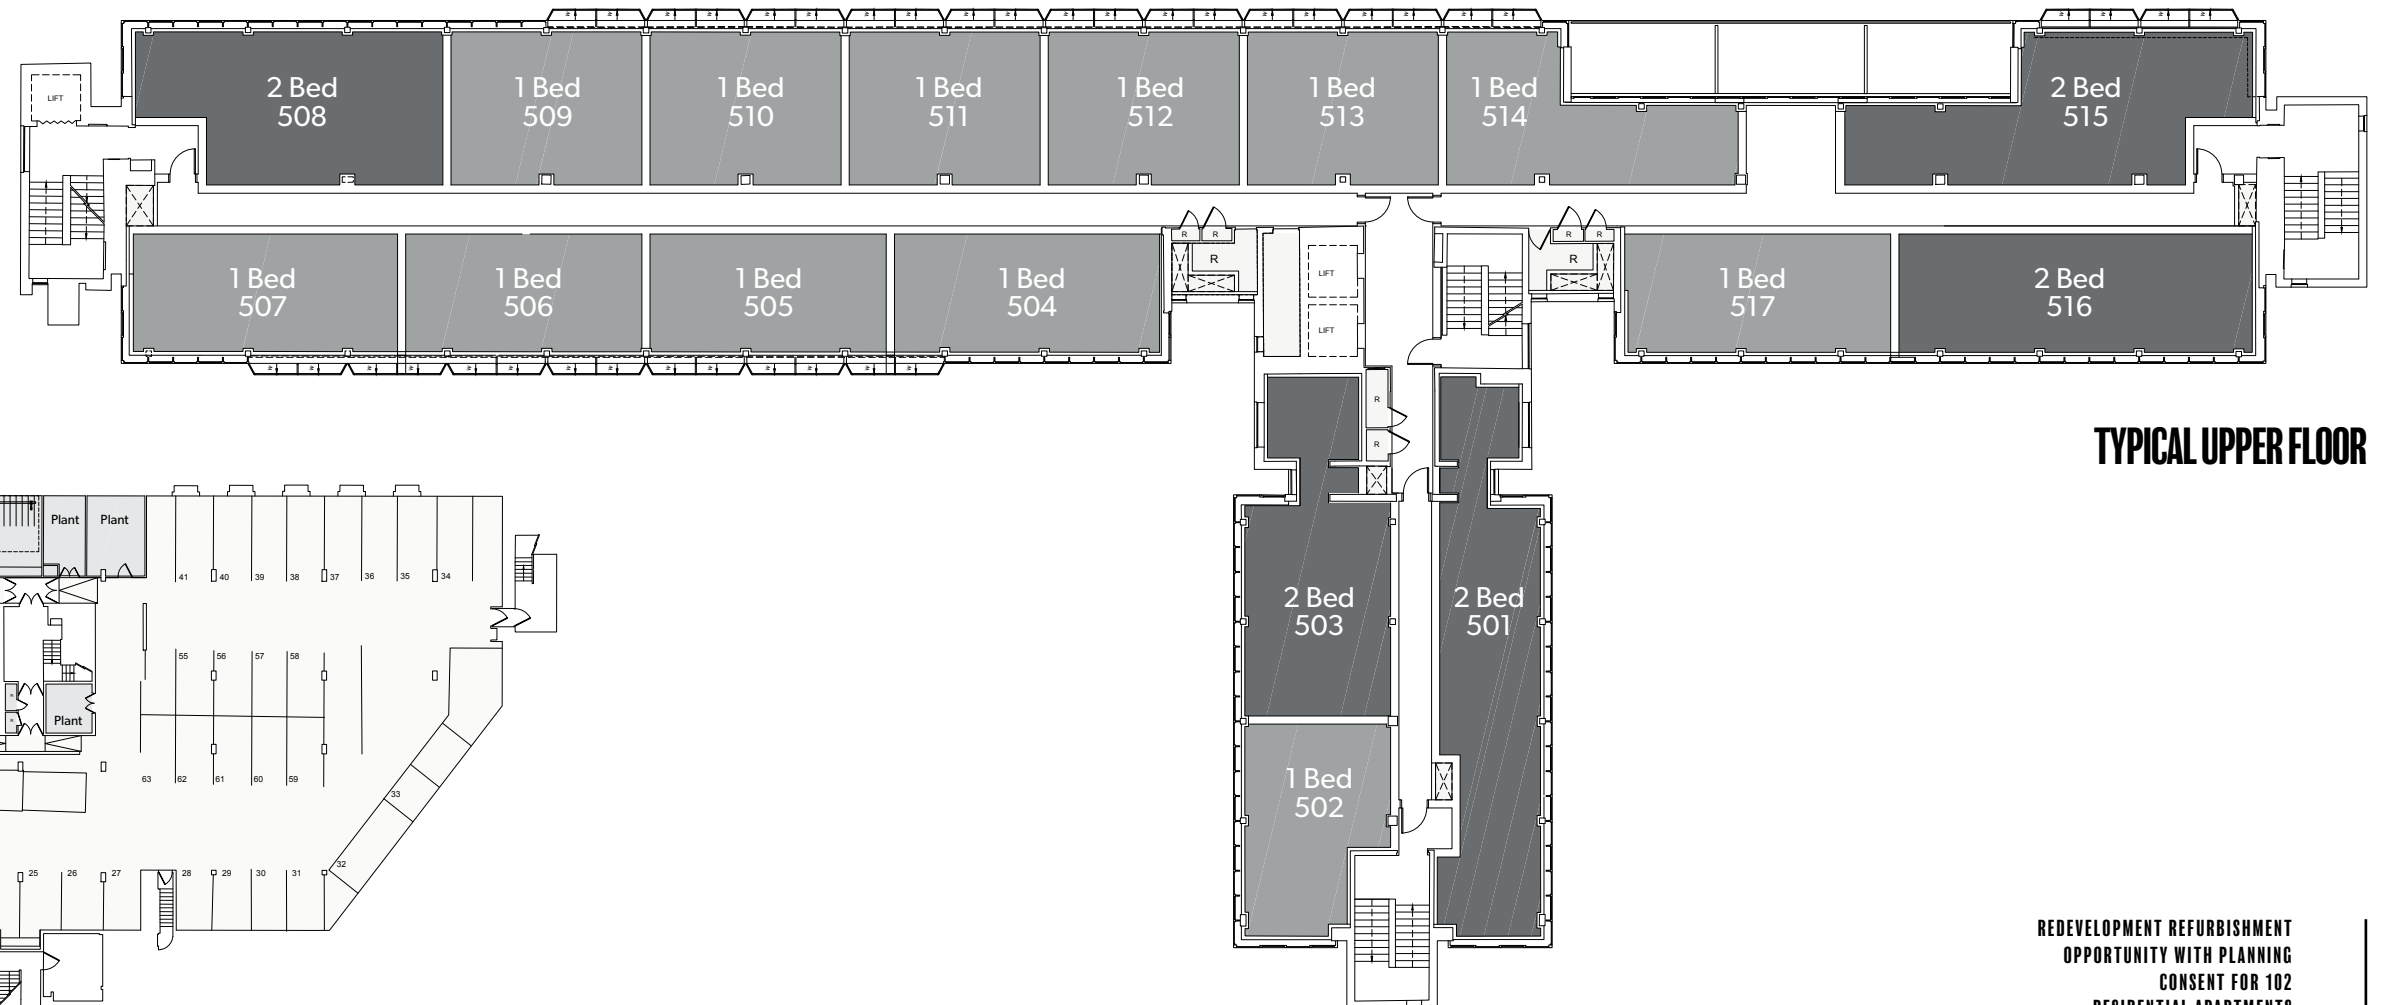 LIFT
2 Bed
508
1 Bed
509
1 Bed
510
1 Bed
511
1 Bed
512
1 Bed
513
1 Bed
514
2 Bed
515
1 Bed
507
1 Bed
506
1 Bed
505
1 Bed
504
R
R
R
LIFT
LIFT
R
R
R
1 Bed
517
2 Bed
516
R
R
TYPICAL UPPER FLOOR
2 Bed
503
2 Bed
501
1 Bed
502
Plant
Plant
41 40 39 38 37 36 35 34
55 56 57 58
R
R
Plant
63 62 61 60 59
33
32
25 26 27 28 29 30 31
REDEVELOPMENT REFURBISHMENT
OPPORTUNITY WITH PLANNING
CONSENT FOR 102
RESIDENTIAL APARTMENTS